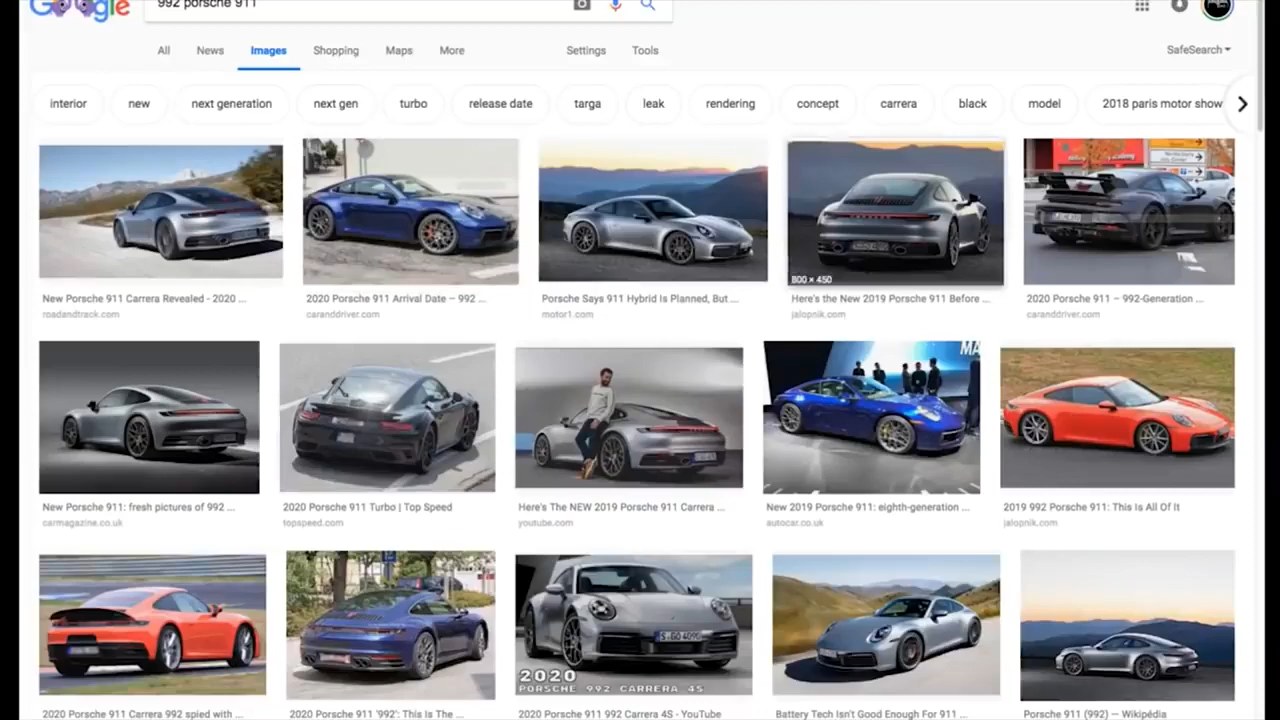 Google
992 porsche 911
All News Images Shopping Maps More Settings Tools SafeSearch
interior new next generation next gen turbo release date targa leak rendering concept carrera black model 2018 paris motor show
800 × 450
New Porsche 911 Carrera Revealed - 2020 ... 2020 Porsche 911 Arrival Date – 992 ... Porsche Says 911 Hybrid Is Planned, But ... Here's the New 2019 Porsche 911 Before ... 2020 Porsche 911 – 992-Generation ...
roadandtrack.com caranddriver.com motor1.com jalopnik.com caranddriver.com
MA
New Porsche 911: fresh pictures of 992 ... 2020 Porsche 911 Turbo | Top Speed Here's The NEW 2019 Porsche 911 Carrera ... New 2019 Porsche 911: eighth-generation ... 2019 992 Porsche 911: This Is All Of It
carmagazine.co.uk topspeed.com youtube.com autocar.co.uk jalopnik.com
S·GO 4090
2020
PORSCHE 992 CARRERA 4S
2020 Porsche 911 Carrera 992 spied with ... 2020 Porsche 911 '992': This Is The ... 2020 Porsche 911 992 Carrera 4S - YouTube Battery Tech Isn't Good Enough For 911 ... Porsche 911 (992) — Wikipédia